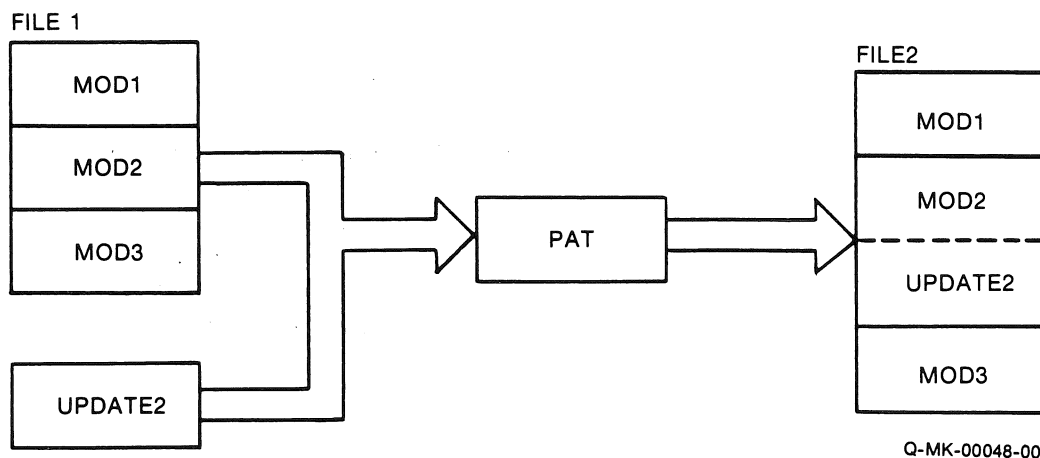 FILE 1
MOD1
MOD2
MOD3
UPDATE2
PAT
FILE2
MOD1
MOD2
UPDATE2
MOD3
Q-MK-00048-00